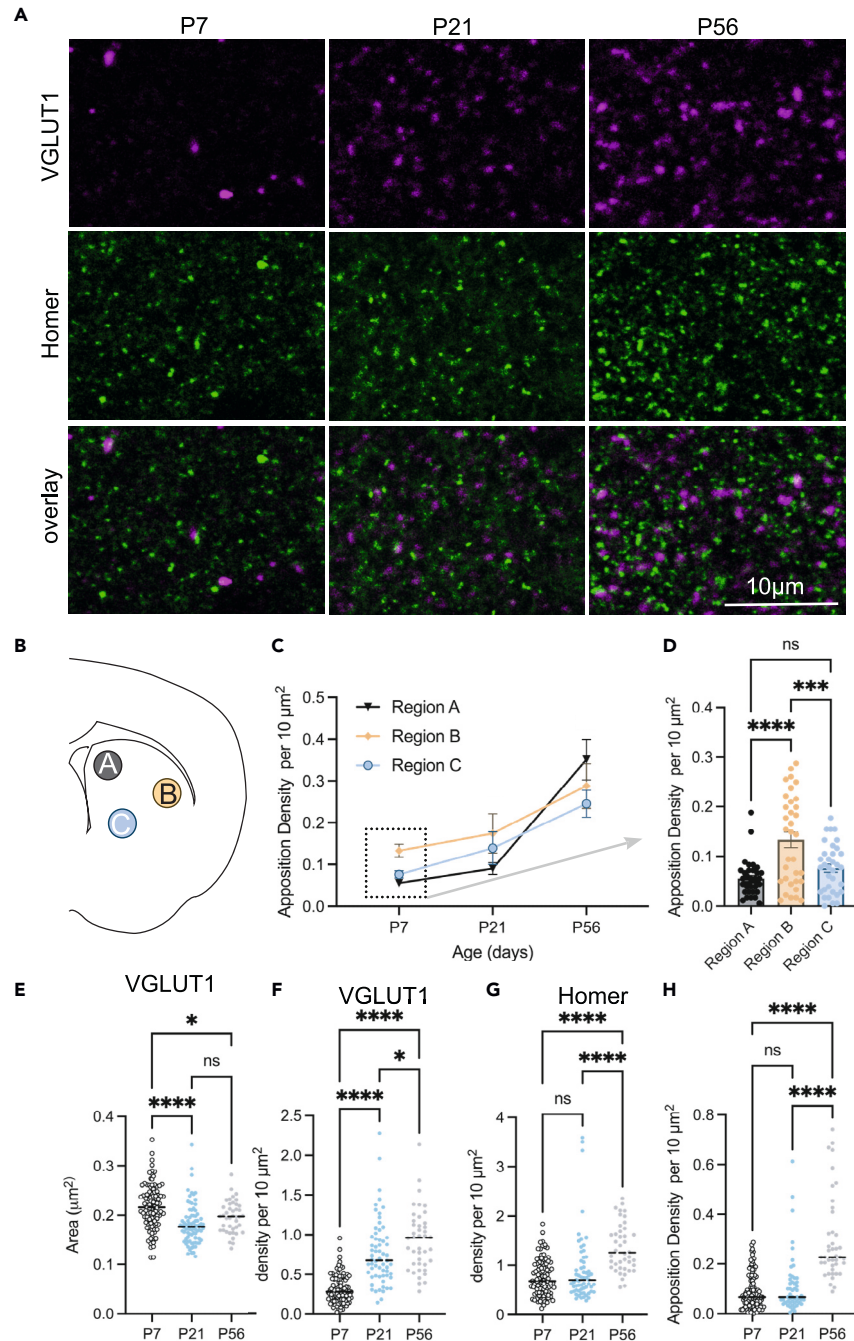 A
P7 P21 P56
VGLUT1
Homer
overlay
10μm
B
A
B
C
C
Apposition Density per 10 μm²
0.5
0.4
0.3
0.2
0.1
0.0
Region A
Region B
Region C
P7 P21 P56
Age (days)
D
ns
***
****
Apposition Density per 10 μm²
0.4
0.3
0.2
0.1
0.0
Region A
Region B
Region C
E
VGLUT1
*
ns
****
Area (μm²)
0.4
0.3
0.2
0.1
0.0
P7 P21 P56
F
VGLUT1
****
*
****
density per 10 μm²
2.5
2.0
1.5
1.0
0.5
0.0
P7 P21 P56
G
Homer
****
****
ns
density per 10 μm²
4
3
2
1
0
P7 P21 P56
H
****
ns
****
Apposition Density per 10 μm²
0.8
0.6
0.4
0.2
0.0
P7 P21 P56